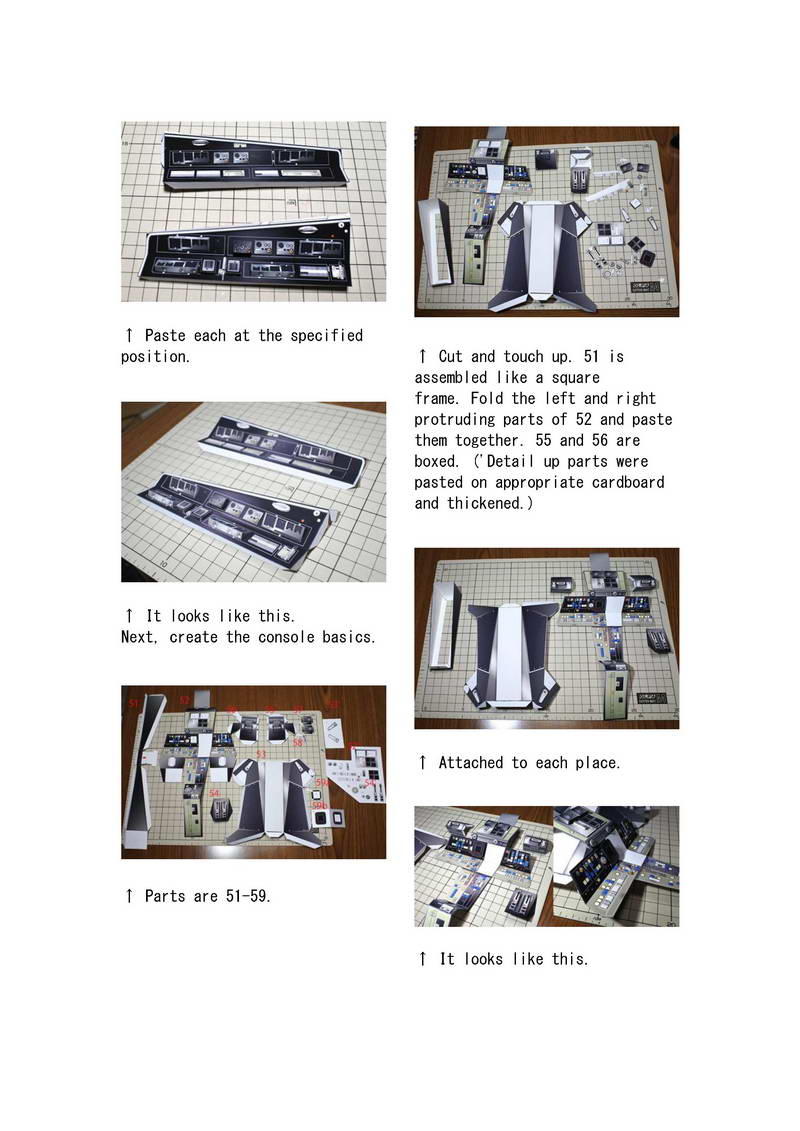 ↑ Paste each at the specified
position.
↑ It looks like this.
Next, create the console basics.
51
52
53
54
58
59b
↑ Parts are 51-59.
↑ Cut and touch up. 51 is
assembled like a square
frame. Fold the left and right
protruding parts of 52 and paste
them together. 55 and 56 are
boxed. ('Detail up parts were
pasted on appropriate cardboard
and thickened.)
↑ Attached to each place.
↑ It looks like this.